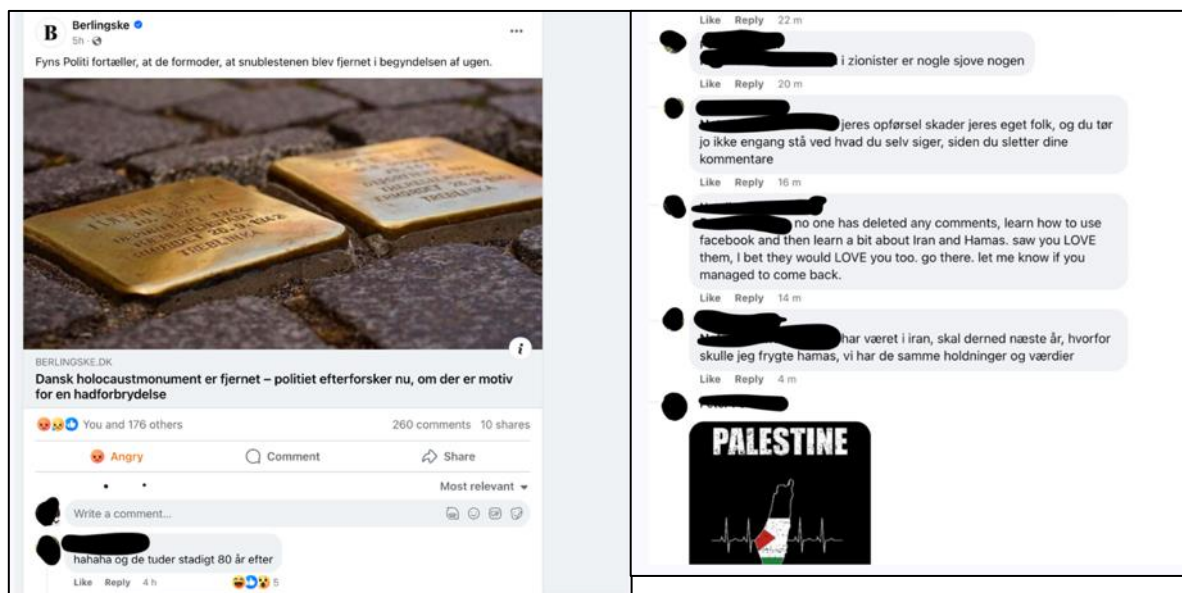 Berlingske
5h
Fyns Politi fortæller, at de formoder, at snublestenen blev fjernet i begyndelsen af ugen.
BERLINGSKE.DK
Dansk holocaustmonument er fjernet – politiet efterforsker nu, om der er motiv
for en hadforbrydelse
You and 176 others
260 comments 10 shares
Angry
Comment
Share
Most relevant
Write a comment...
GIF
hahaha og de tuder stadigt 80 år efter
Like Reply 4 h
5
Like Reply 22 m
i zionister er nogle sjove nogen
Like Reply 20 m
jeres opførsel skader jeres eget folk, og du tør
jo ikke engang stå ved hvad du selv siger, siden du sletter dine
kommentare
Like Reply 16 m
no one has deleted any comments, learn how to use
facebook and then learn a bit about Iran and Hamas. saw you LOVE
them, I bet they would LOVE you too. go there. let me know if you
managed to come back.
Like Reply 14 m
har været i iran, skal derned næste år, hvorfor
skulle jeg frygte hamas, vi har de samme holdninger og værdier
Like Reply 4 m
PALESTINE